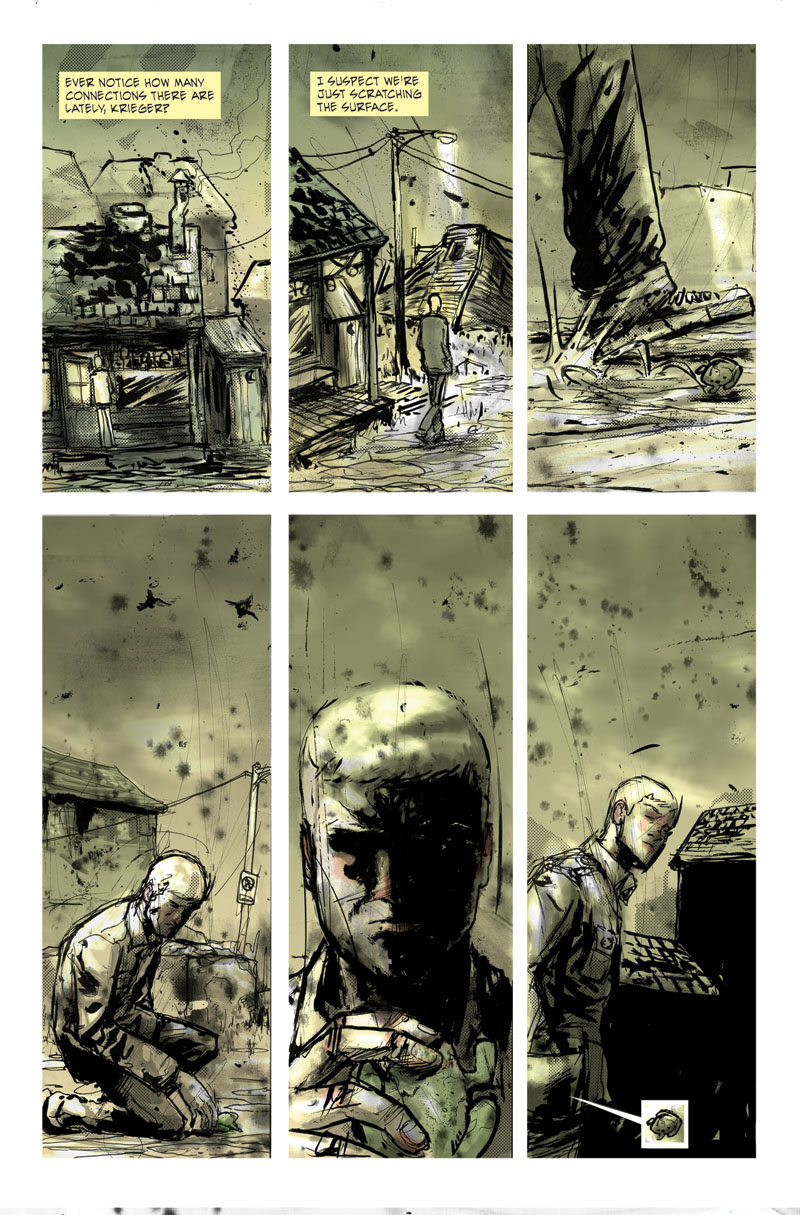 EVER NOTICE HOW MANY
CONNECTIONS THERE ARE
LATELY, KRIEGER?
I SUSPECT WE'RE
JUST SCRATCHING
THE SURFACE.